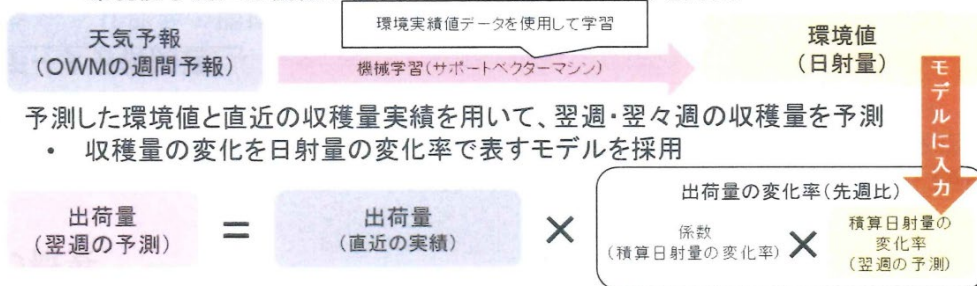 環境実績値データを使用して学習
天気予報
(OWMの週間予報)
機械学習(サポートベクターマシン)
環境値
(日射量)
モデルに入力
予測した環境値と直近の収穫量実績を用いて、翌週・翌々週の収穫量を予測
• 収穫量の変化を日射量の変化率で表すモデルを採用
出荷量の変化率(先週比)
出荷量
(翌週の予測)
=
出荷量
(直近の実績)
×
係数
(積算日射量の変化率)
×
積算日射量の
変化率
(翌週の予測)